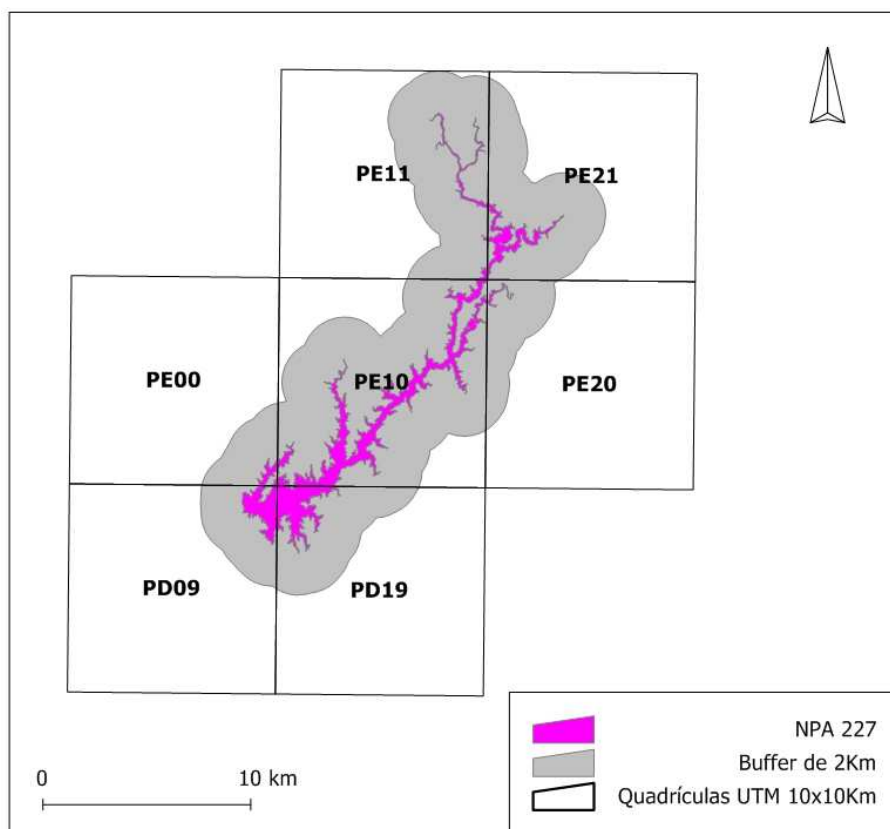 PE11
PE21
PE00
PE10
PE20
PD09
PD19
0
10 km
NPA 227
Buffer de 2Km
Quadrículas UTM 10x10Km